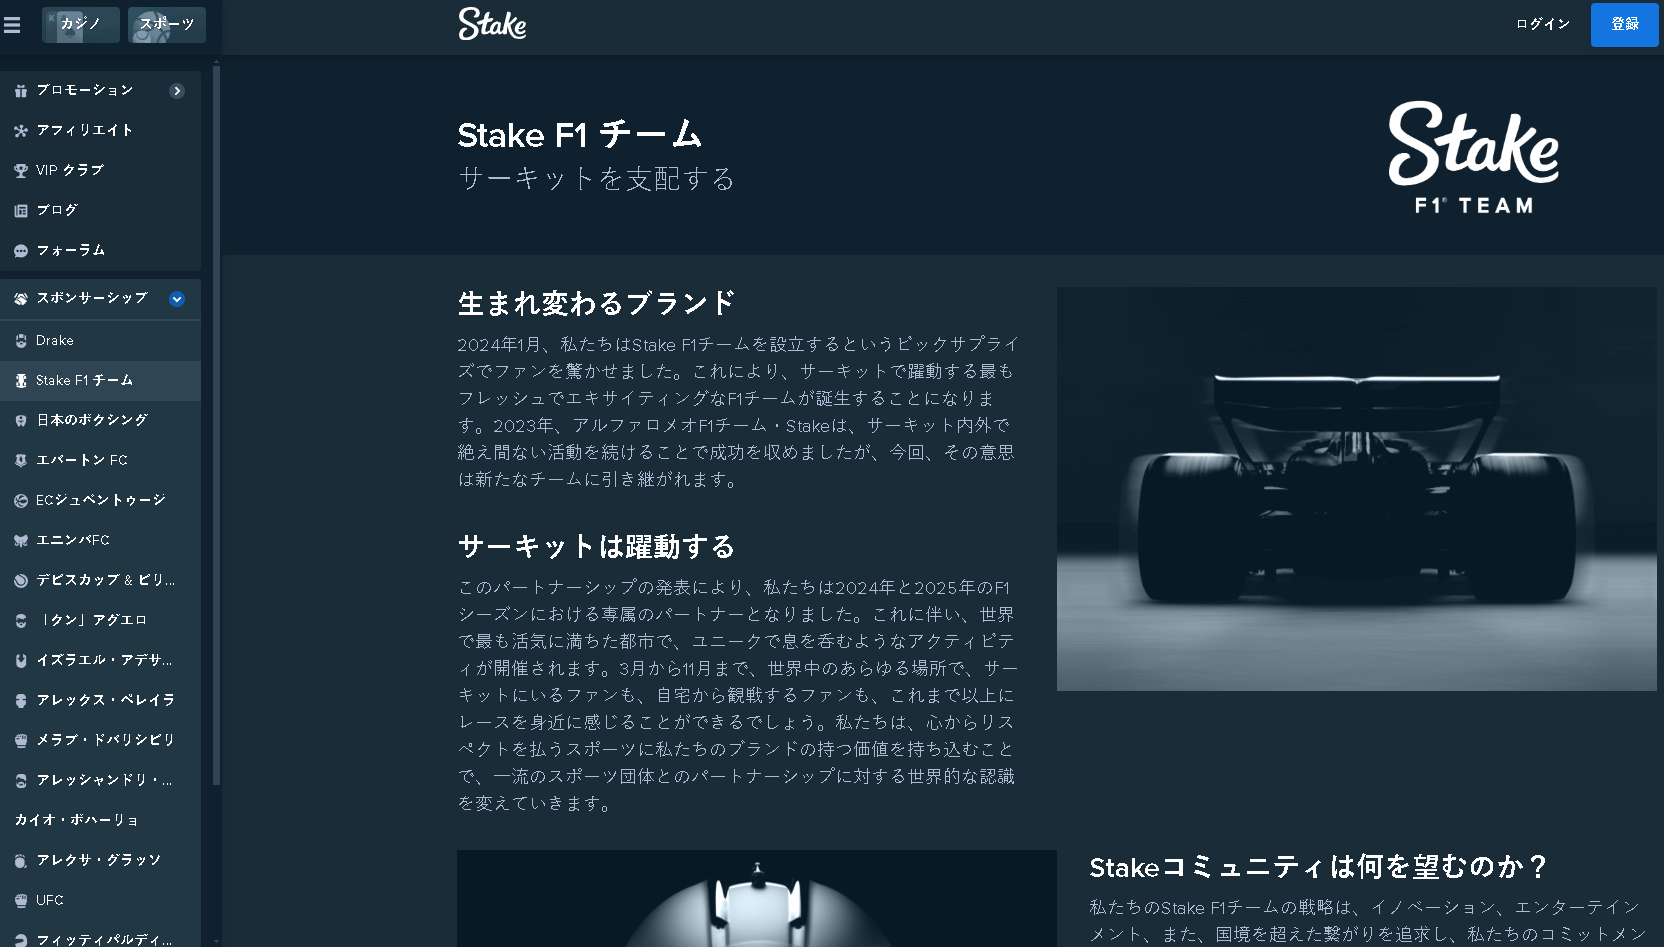 カジノ
スポーツ
Stake
ログイン
登録
プロモーション
アフィリエイト
VIP クラブ
ブログ
フォーラム
スポンサーシップ
Drake
Stake F1 チーム
日本のボクシング
エバートン FC
ECジュベントゥージ
エニンバFC
デビスカップ & ビリ...
「クン」アグエロ
イズラエル・アデサ...
アレックス・ペレイラ
メラブ・ドバリシビリ
アレッシャンドリ・...
カイオ・ボハーリョ
アレクサ・グラッソ
UFC
フィッティパルディ...
Stake F1 チーム
サーキットを支配する
Stake
F1® TEAM
生まれ変わるブランド
2024年1月、私たちはStake F1チームを設立するというビックサプライ
ズでファンを驚かせました。これにより、サーキットで躍動する最も
フレッシュでエキサイティングなF1チームが誕生することになりま
す。2023年、アルファロメオF1チーム・Stakeは、サーキット内外で
絶え間ない活動を続けることで成功を収めましたが、今回、その意思
は新たなチームに引き継がれます。
サーキットは躍動する
このパートナーシップの発表により、私たちは2024年と2025年のF1
シーズンにおける専属のパートナーとなりました。これに伴い、世界
で最も活気に満ちた都市で、ユニークで息を呑むようなアクティビテ
ィが開催されます。3月から11月まで、世界中のあらゆる場所で、サー
キットにいるファンも、自宅から観戦するファンも、これまで以上に
レースを身近に感じることができるでしょう。私たちは、心からリス
ペクトを払うスポーツに私たちのブランドの持つ価値を持ち込むこと
で、一流のスポーツ団体とのパートナーシップに対する世界的な認識
を変えていきます。
Stakeコミュニティは何を望むのか？
私たちのStake F1チームの戦略は、イノベーション、エンターテイン
メント、また、国境を超えた繋がりを追求し、私たちのコミットメン